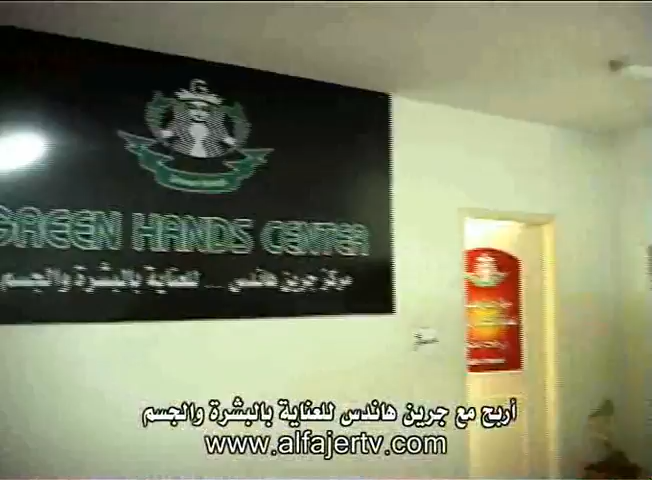 GREEN HANDS CENTER
مركز جرين هاندس ... للعناية بالبشرة والجسم
أربح مع جرين هاندس للعناية بالبشرة والجسم
www.alfajertv.com